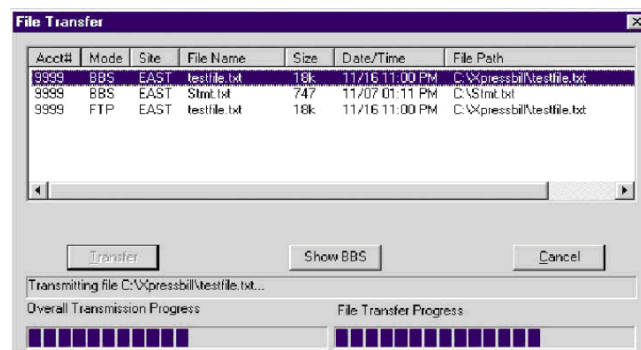 File Transfer
Acct# Mode Site File Name Size Date/Time File Path
9999 BBS EAST testfile.txt 18k 11/16 11:00 PM C:\Xpressbill\testfile.txt
9999 BBS EAST Stmt.txt 747 11/07 01:11 PM C:\Stmt.txt
9999 FTP EAST testfile.txt 18k 11/16 11:00 PM C:\Xpressbill\testfile.txt
Transfer Show BBS Cancel
Transmitting file C:\Xpressbill\testfile.txt...
Overall Transmission Progress File Transfer Progress